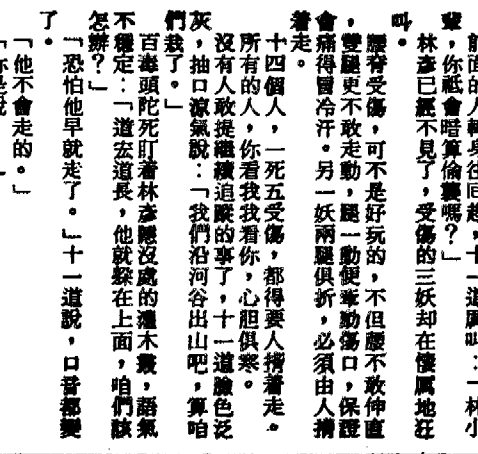 前面的人轉身往回趕,十一道厲叫:「林小
輩,你祇會暗算偷襲嗎?」
林彥已經不見了,受傷的三妖却在悽厲地狂
叫。
腰脊受傷,可不是好玩的,不但腰不敢伸直
,雙腿更不敢走動,腿一動便牽動傷口,保證
會痛得冒冷汗。另一妖兩腿俱折,必須由人揹
着走。
十四個人,一死五受傷,都得要人揹着走。
所有的人,你看我我看你,心胆俱寒。
沒有人敢提繼續追蹤的事了,十一道臉色泛
灰,抽口涼氣說:「我們沿河谷出山吧,算咱
們栽了。」
百毒頭陀死盯着林彥隱沒處的灌木叢,語氣
不穩定:「道宏道長,他就躲在上面,咱們該
怎辦?」
「恐怕他早就走了。」十一道說,口音都變
了。
「他不會走的。」
「你是說